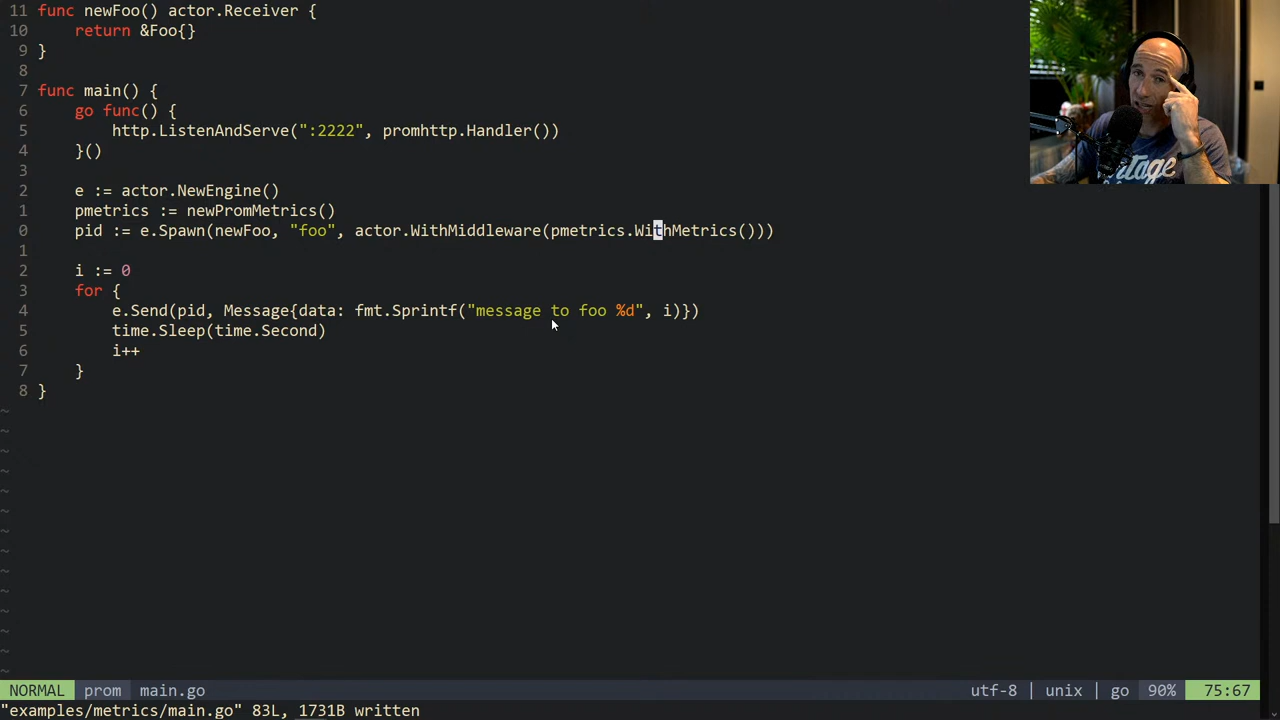 11 func newFoo() actor.Receiver {
10     return &Foo{}
9 }
8
7 func main() {
6     go func() {
5         http.ListenAndServe(":2222", promhttp.Handler())
4     }()
3
2     e := actor.NewEngine()
1     pmetrics := newPromMetrics()
0     pid := e.Spawn(newFoo, "foo", actor.WithMiddleware(pmetrics.WithMetrics()))
1
2     i := 0
3     for {
4         e.Send(pid, Message{data: fmt.Sprintf("message to foo %d", i)})
5         time.Sleep(time.Second)
6         i++
7     }
8 }
~
~
~
~
~
~
~
~
~
~
~
~
~
~
NORMAL prom main.go utf-8 | unix | go 90% 75:67
"examples/metrics/main.go" 83L, 1731B written